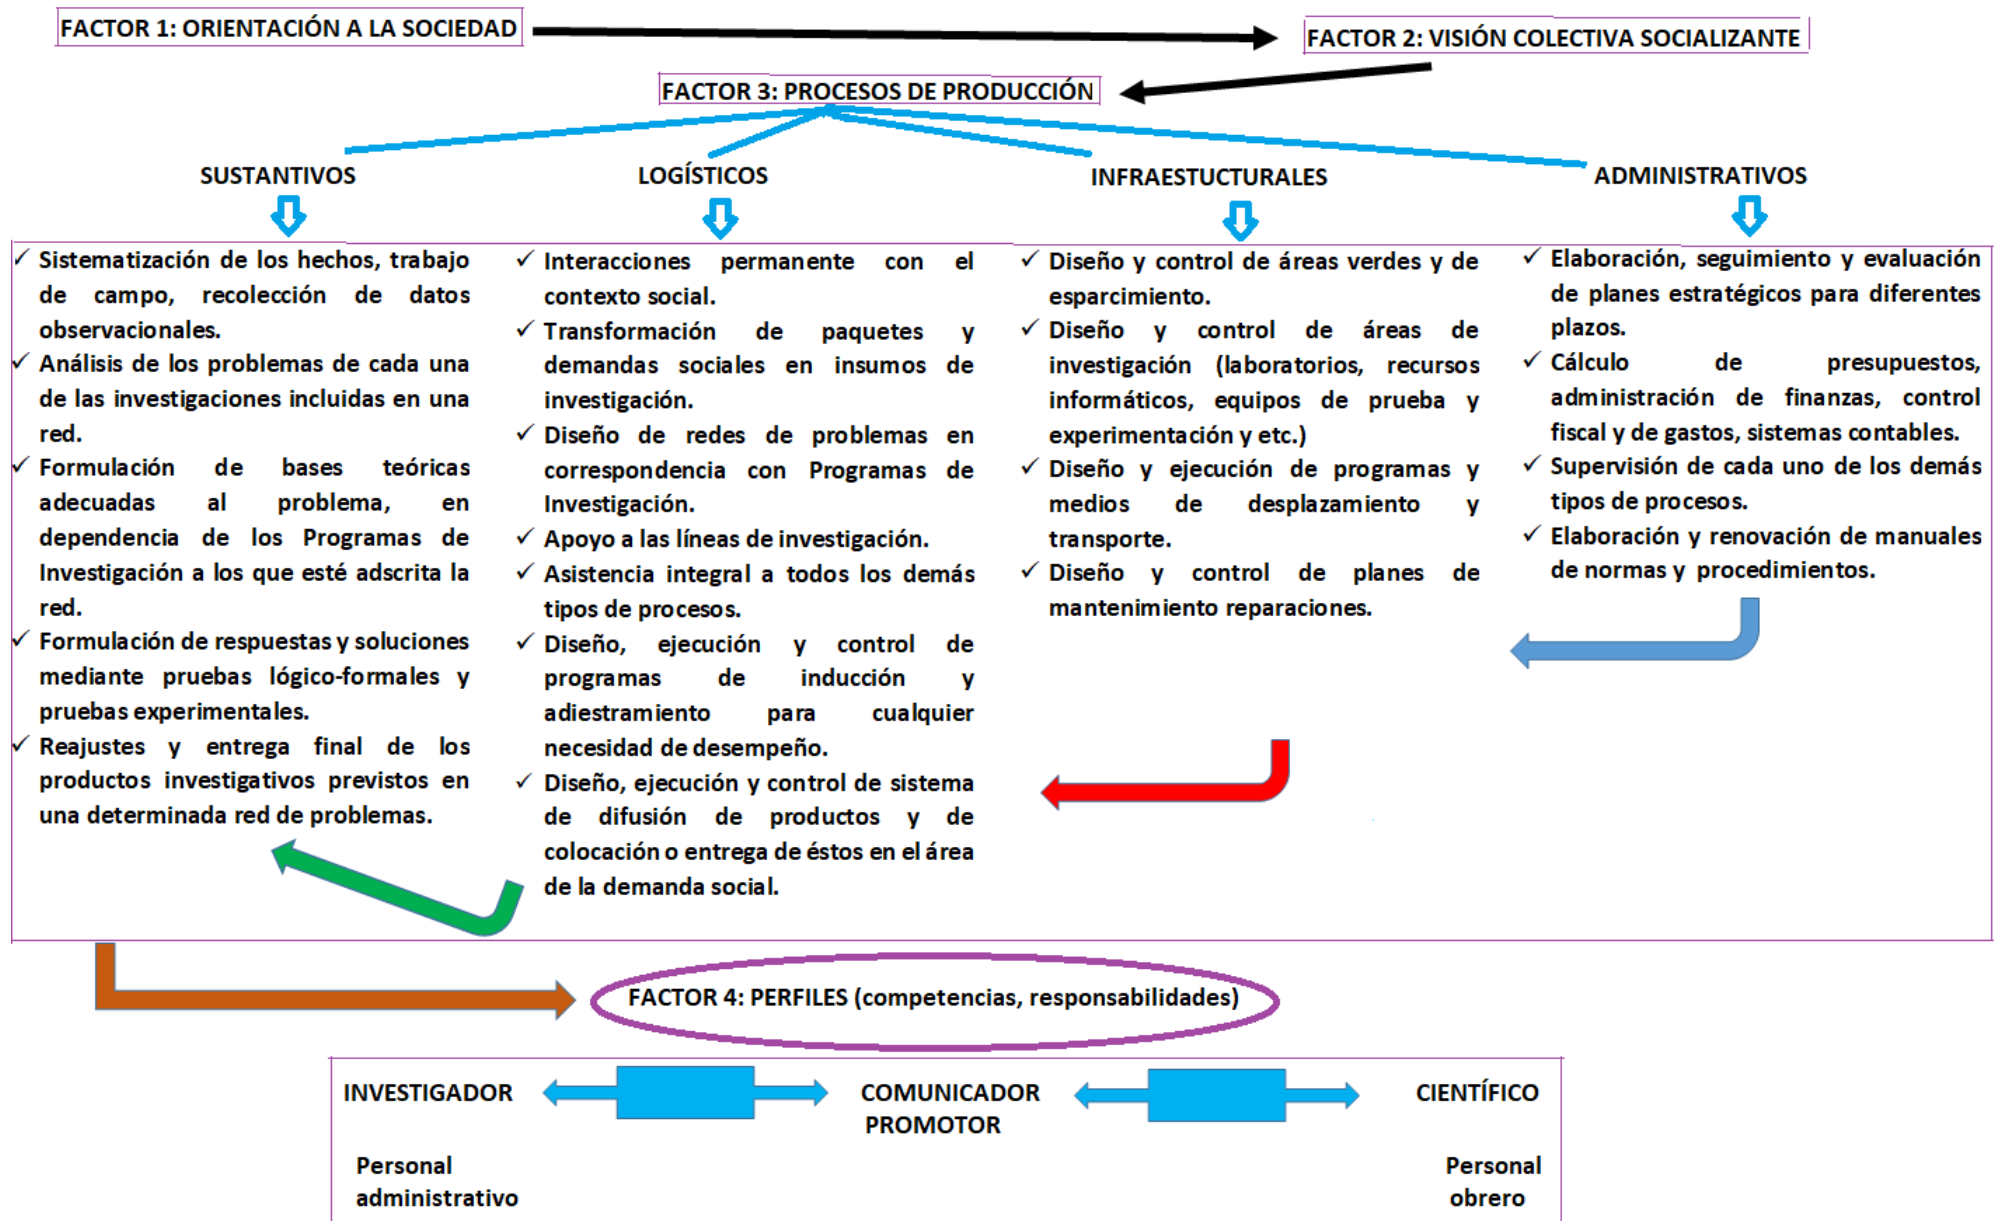 FACTOR 1: ORIENTACIÓN A LA SOCIEDAD
FACTOR 2: VISIÓN COLECTIVA SOCIALIZANTE
FACTOR 3: PROCESOS DE PRODUCCIÓN
SUSTANTIVOS
LOGÍSTICOS
INFRAESTUCTURALES
ADMINISTRATIVOS
✓ Sistematización de los hechos, trabajo
de campo, recolección de datos
observacionales.
✓ Análisis de los problemas de cada una
de las investigaciones incluidas en una
red.
✓ Formulación de bases teóricas
adecuadas al problema, en
dependencia de los Programas de
Investigación a los que esté adscrita la
red.
✓ Formulación de respuestas y soluciones
mediante pruebas lógico-formales y
pruebas experimentales.
✓ Reajustes y entrega final de los
productos investigativos previstos en
una determinada red de problemas.
✓ Interacciones permanente con el
contexto social.
✓ Transformación de paquetes y
demandas sociales en insumos de
investigación.
✓ Diseño de redes de problemas en
correspondencia con Programas de
Investigación.
✓ Apoyo a las líneas de investigación.
✓ Asistencia integral a todos los demás
tipos de procesos.
✓ Diseño, ejecución y control de
programas de inducción y
adiestramiento para cualquier
necesidad de desempeño.
✓ Diseño, ejecución y control de sistema
de difusión de productos y de
colocación o entrega de éstos en el área
de la demanda social.
✓ Diseño y control de áreas verdes y de
esparcimiento.
✓ Diseño y control de áreas de
investigación (laboratorios, recursos
informáticos, equipos de prueba y
experimentación y etc.)
✓ Diseño y ejecución de programas y
medios de desplazamiento y
transporte.
✓ Diseño y control de planes de
mantenimiento reparaciones.
✓ Elaboración, seguimiento y evaluación
de planes estratégicos para diferentes
plazos.
✓ Cálculo de presupuestos,
administración de finanzas, control
fiscal y de gastos, sistemas contables.
✓ Supervisión de cada uno de los demás
tipos de procesos.
✓ Elaboración y renovación de manuales
de normas y procedimientos.
FACTOR 4: PERFILES (competencias, responsabilidades)
INVESTIGADOR
COMUNICADOR
PROMOTOR
CIENTÍFICO
Personal
administrativo
Personal
obrero